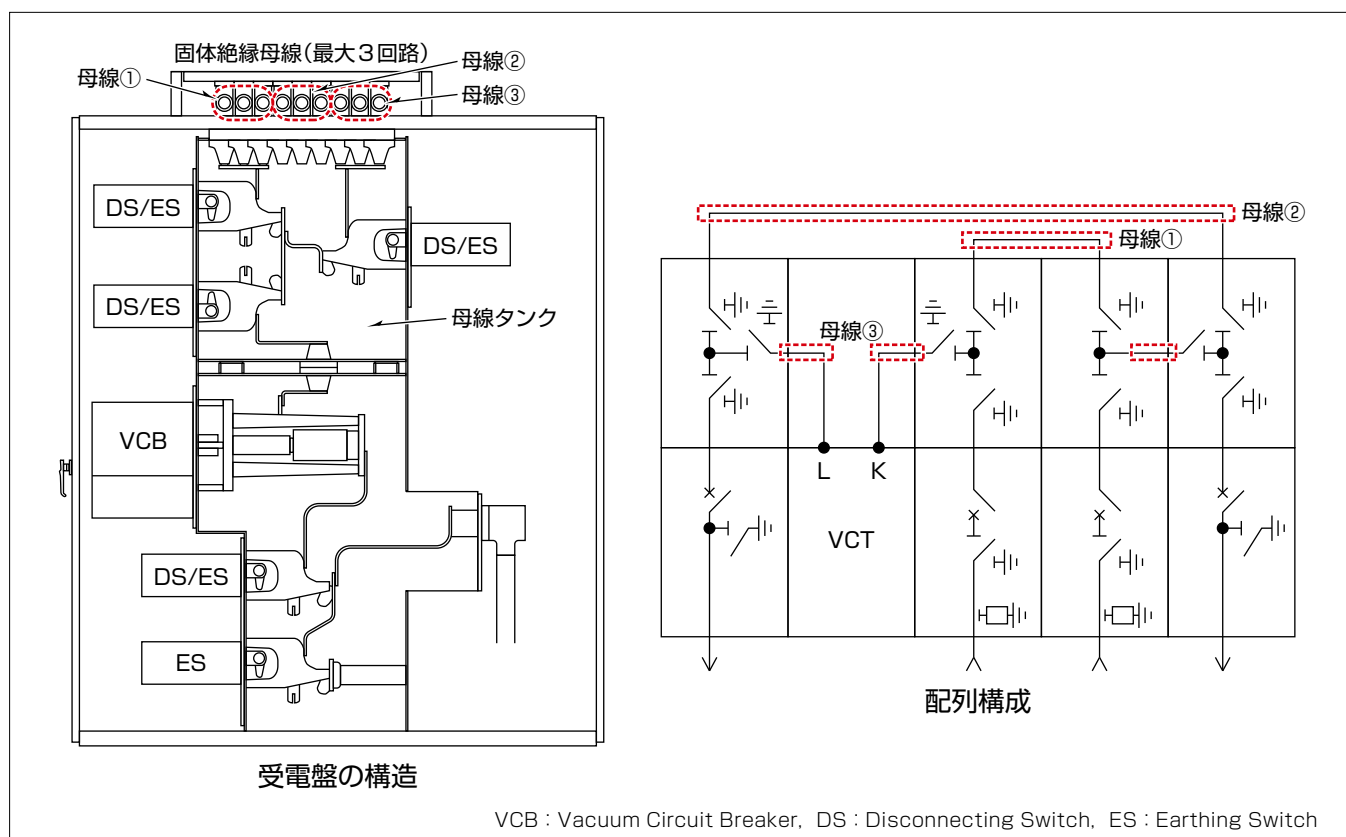 固体絶縁母線(最大3回路)
母線①
母線②
母線③
DS/ES
DS/ES
DS/ES
母線タンク
VCB
DS/ES
ES
受電盤の構造
母線②
母線①
母線③
L
K
VCT
配列構成
VCB : Vacuum Circuit Breaker, DS : Disconnecting Switch, ES : Earthing Switch